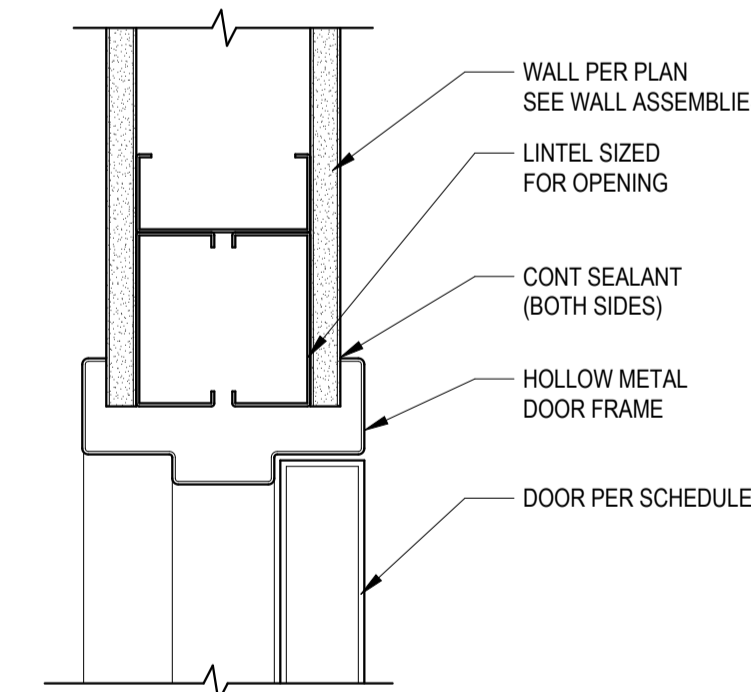 WALL PER PLAN
SEE WALL ASSEMBLIE
LINTEL SIZED
FOR OPENING
CONT SEALANT
(BOTH SIDES)
HOLLOW METAL
DOOR FRAME
DOOR PER SCHEDULE